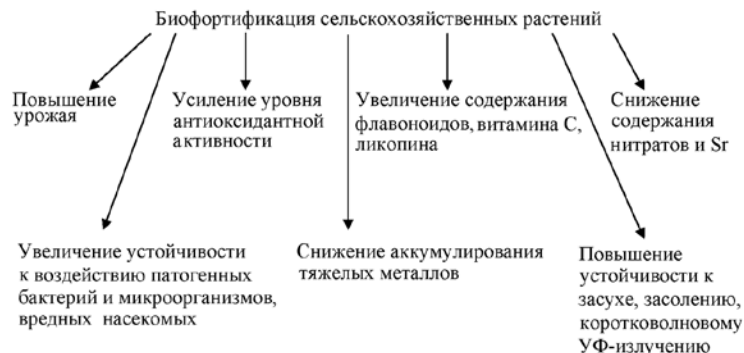 Биофортификация сельскохозяйственных растений
Повышение
урожая
Усиление уровня
антиоксидантной
активности
Увеличение содержания
флавоноидов, витамина С,
ликопина
Снижение
содержания
нитратов и Sr
Увеличение устойчивости
к воздействию патогенных
бактерий и микроорганизмов,
вредных насекомых
Снижение аккумулирования
тяжелых металлов
Повышение
устойчивости к
засухе, засолению,
коротковолновому
УФ-излучению